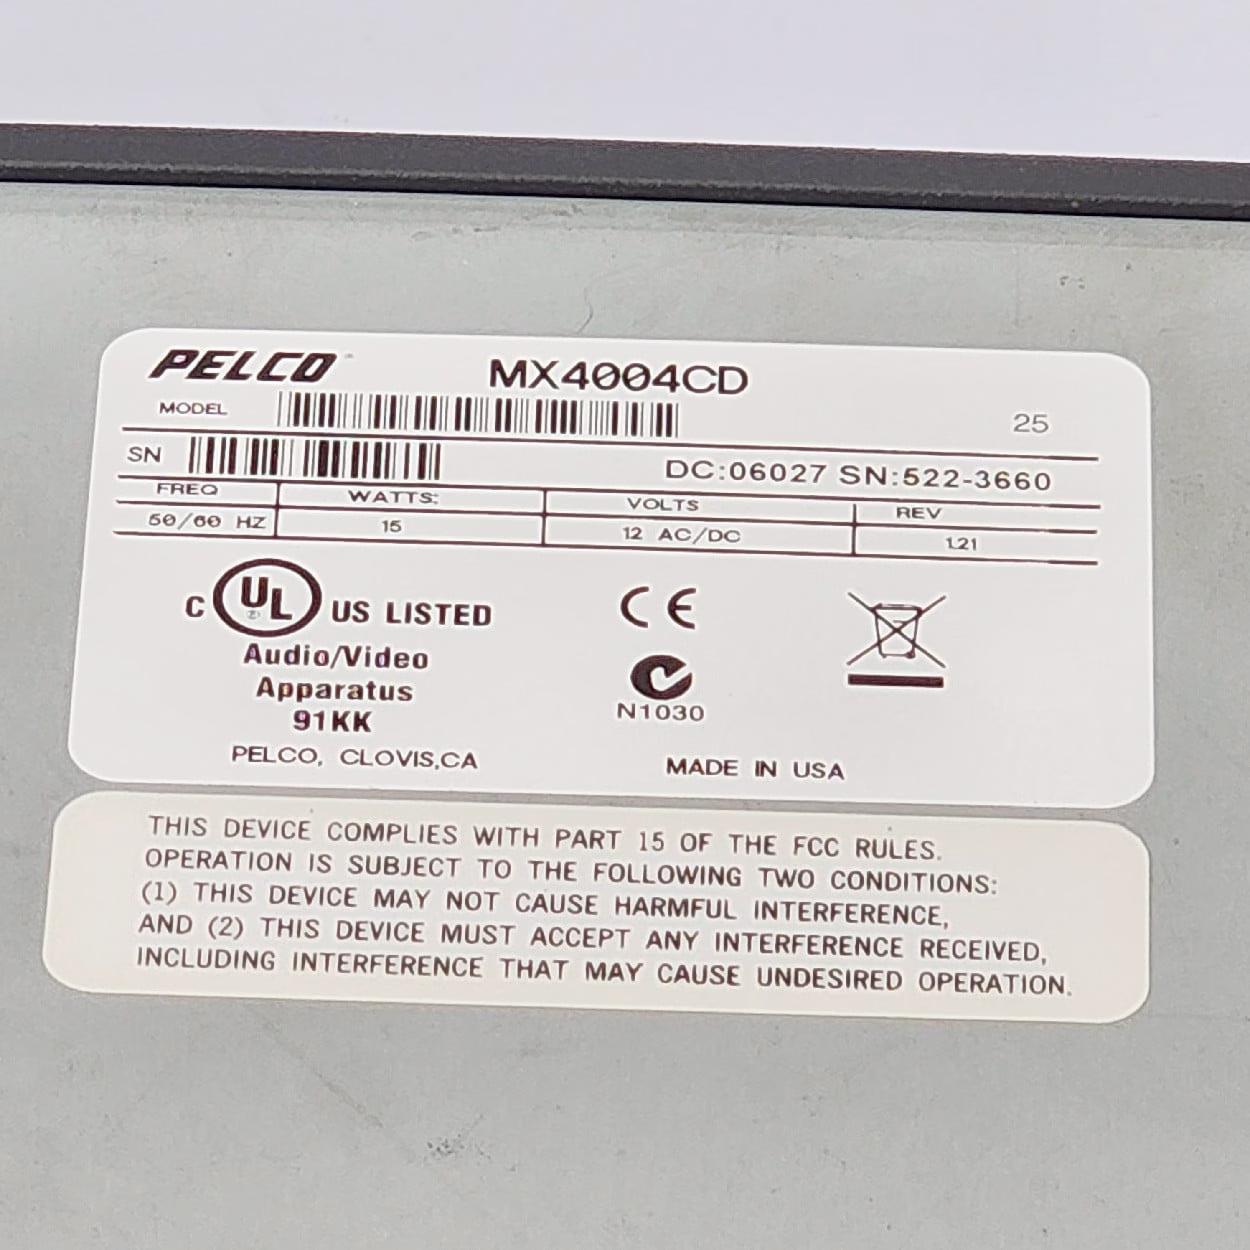 PELCO MX4004CD
MODEL 25
SN DC:06027 SN:522-3660
FREQ WATTS: VOLTS REV
50/60 HZ 15 12 AC/DC 1.21
C UL ® US LISTED
Audio/Video
Apparatus
91KK
PELCO, CLOVIS,CA
CE
N1030
MADE IN USA
THIS DEVICE COMPLIES WITH PART 15 OF THE FCC RULES.
OPERATION IS SUBJECT TO THE FOLLOWING TWO CONDITIONS:
(1) THIS DEVICE MAY NOT CAUSE HARMFUL INTERFERENCE,
AND (2) THIS DEVICE MUST ACCEPT ANY INTERFERENCE RECEIVED,
INCLUDING INTERFERENCE THAT MAY CAUSE UNDESIRED OPERATION.